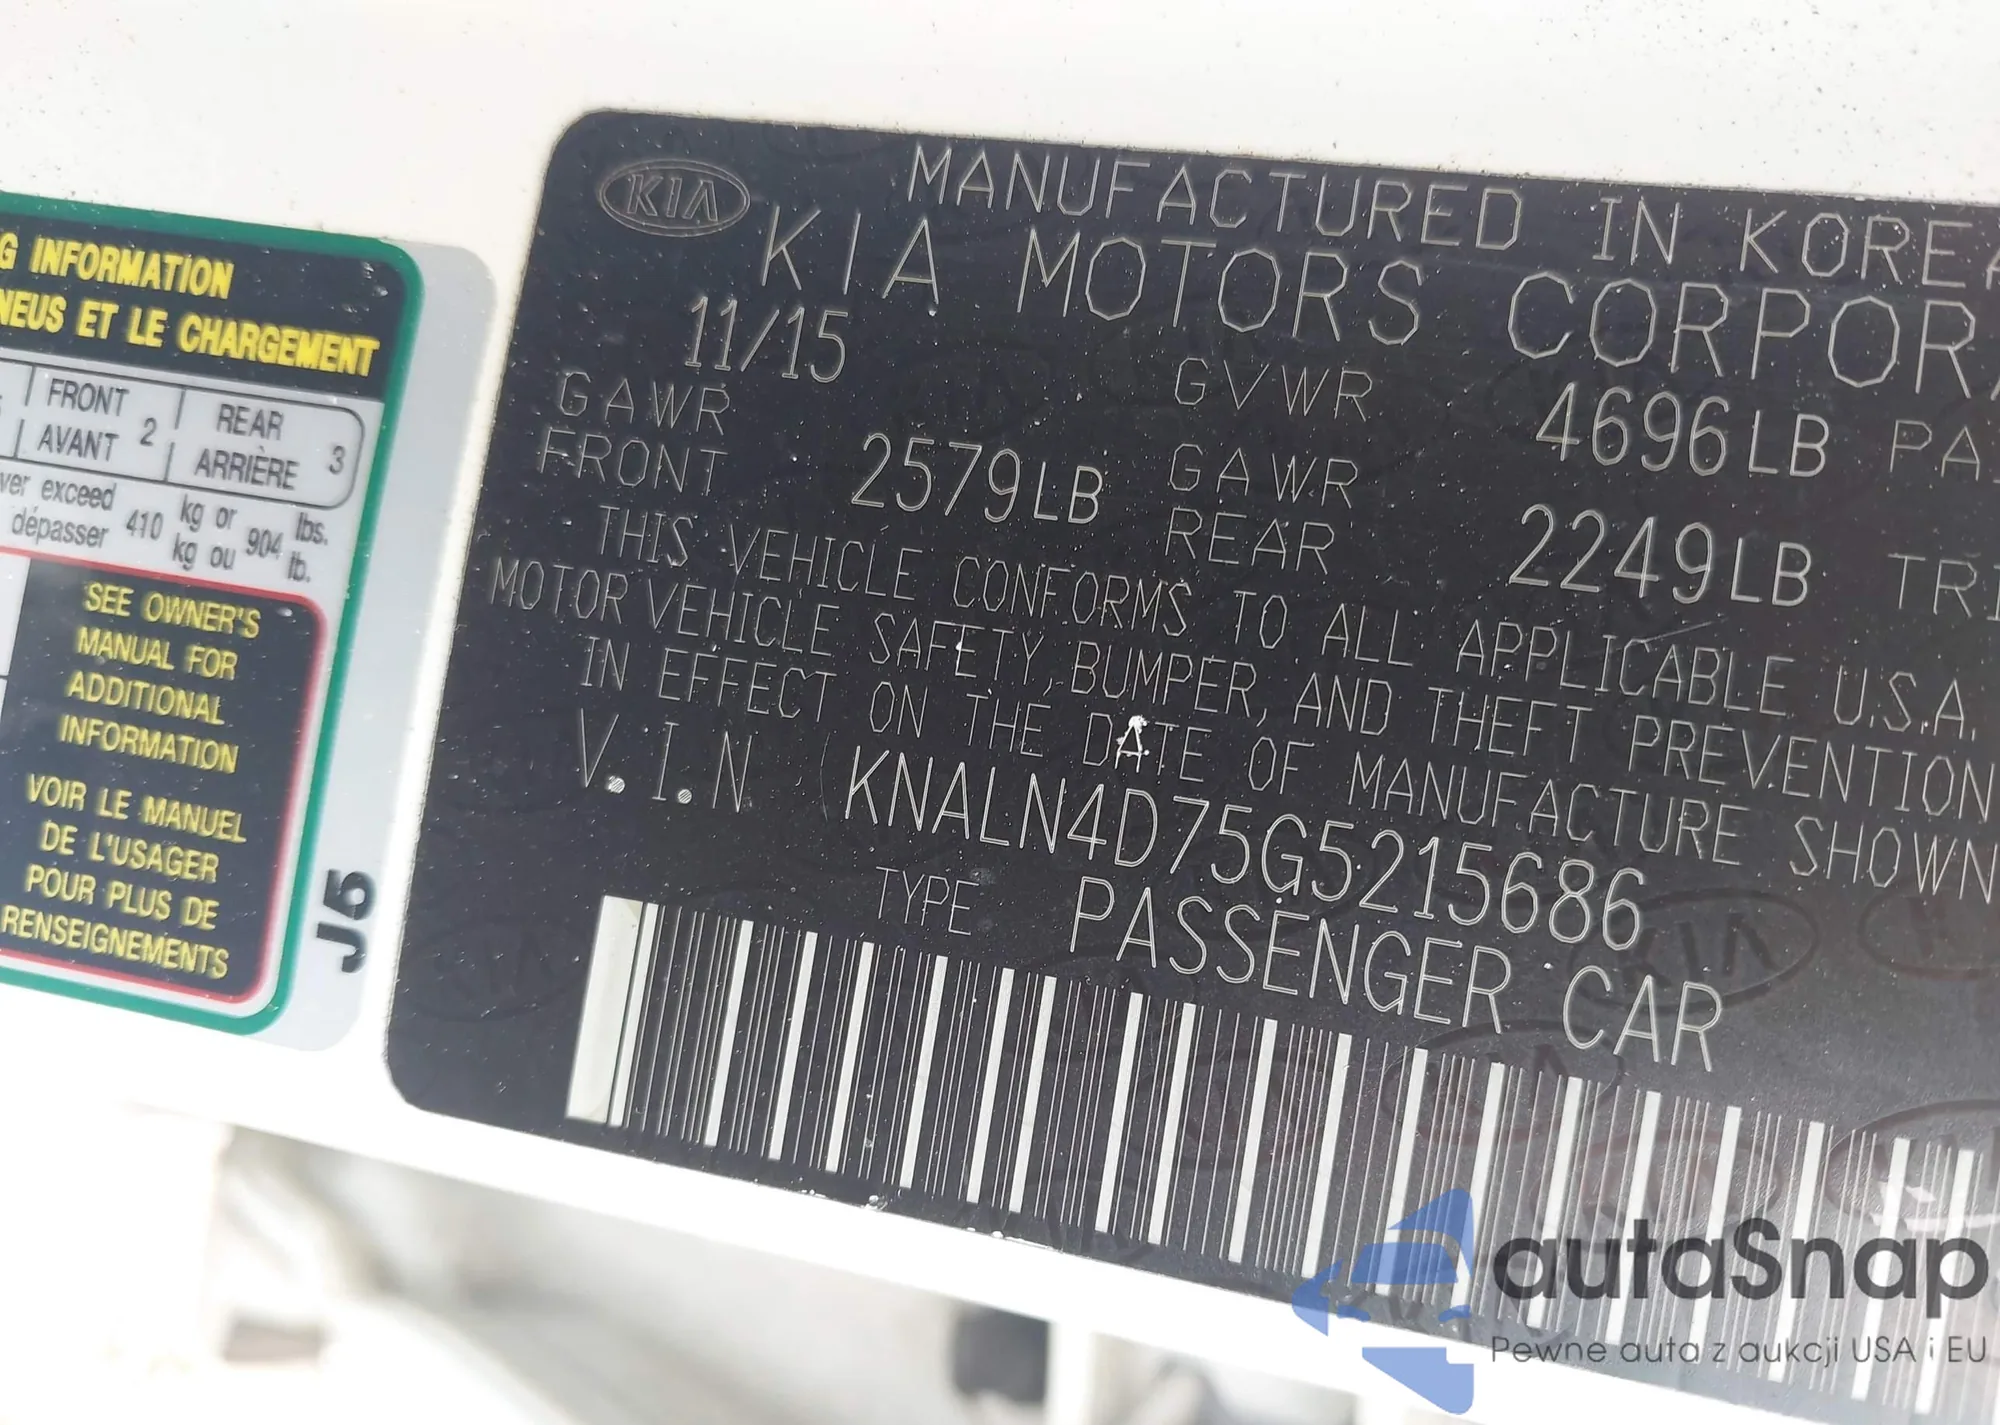 G INFORMATION
NEUS ET LE CHARGEMENT
FRONT 2 REAR 3
AVANT ARRIÈRE
ver exceed 410 kg or 904 lbs.
dépasser kg ou lb.
SEE OWNER'S
MANUAL FOR
ADDITIONAL
INFORMATION
VOIR LE MANUEL
DE L'USAGER
POUR PLUS DE
RENSEIGNEMENTS
J5
KIA
MANUFACTURED IN KOREA
KIA MOTORS CORPORA
11/15 GVWR 4696LB PAI
GAWR FRONT 2579LB GAWR REAR 2249LB TRI
THIS VEHICLE CONFORMS TO ALL APPLICABLE U.S.A.
MOTOR VEHICLE SAFETY, BUMPER, AND THEFT PREVENTION
IN EFFECT ON THE DATE OF MANUFACTURE SHOWN
V.I.N KNALN4D75G5215686
TYPE PASSENGER CAR
autaSnap
Pewne auta z aukcji USA i EU